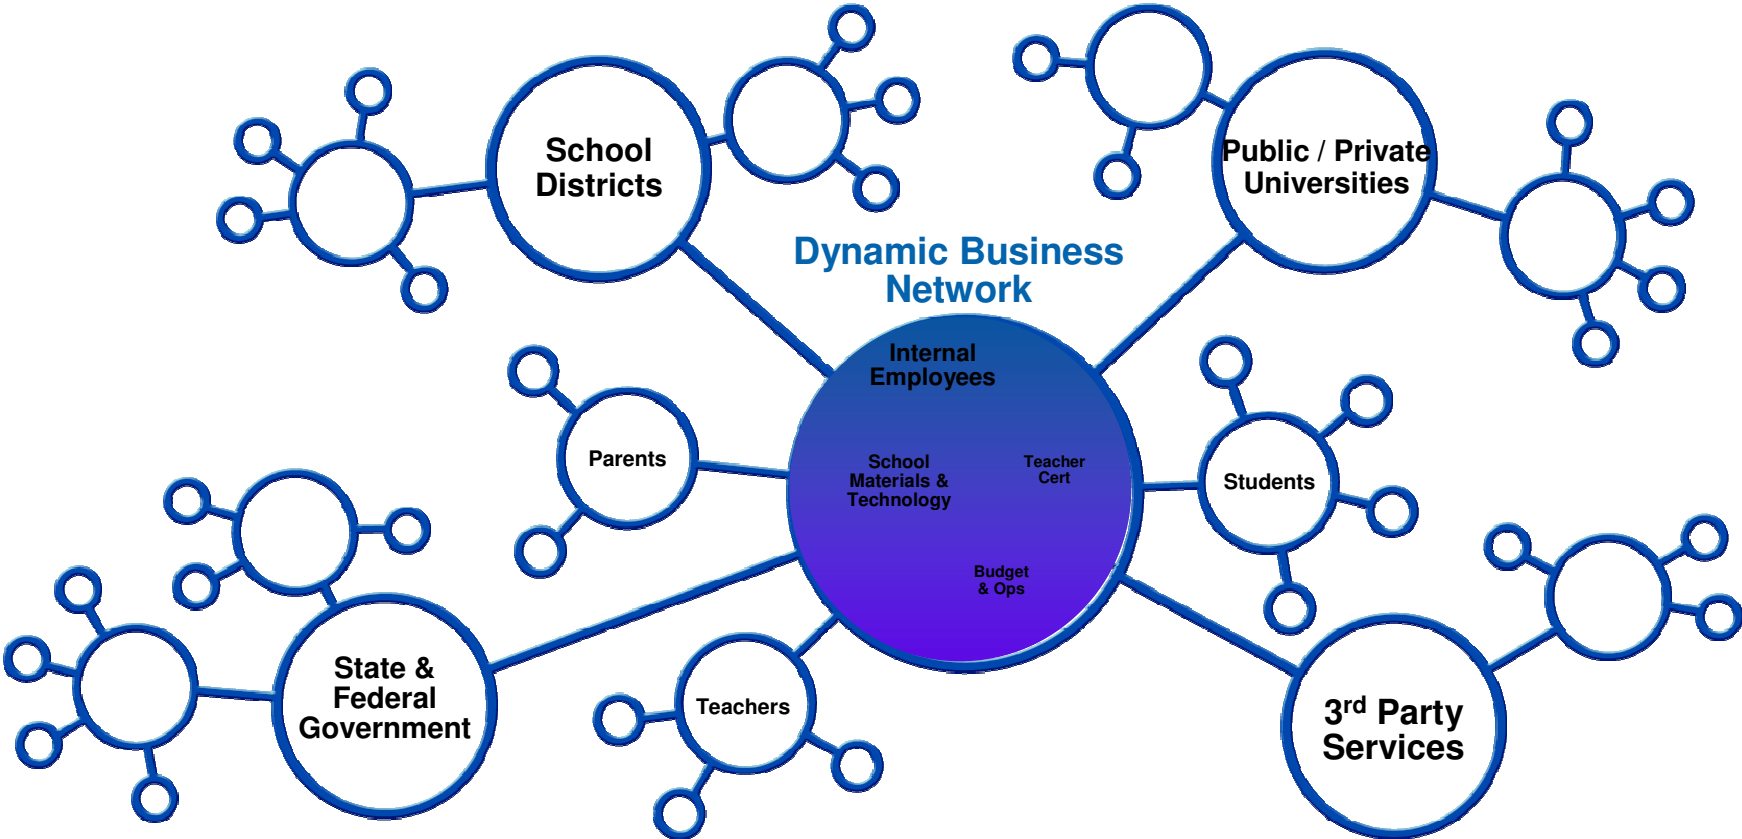 School
Districts
Public / Private
Universities
Dynamic Business
Network
Internal
Employees
Parents
School
Materials &
Technology
Teacher
Cert
Students
Budget
& Ops
State &
Federal
Government
Teachers
3rd Party
Services